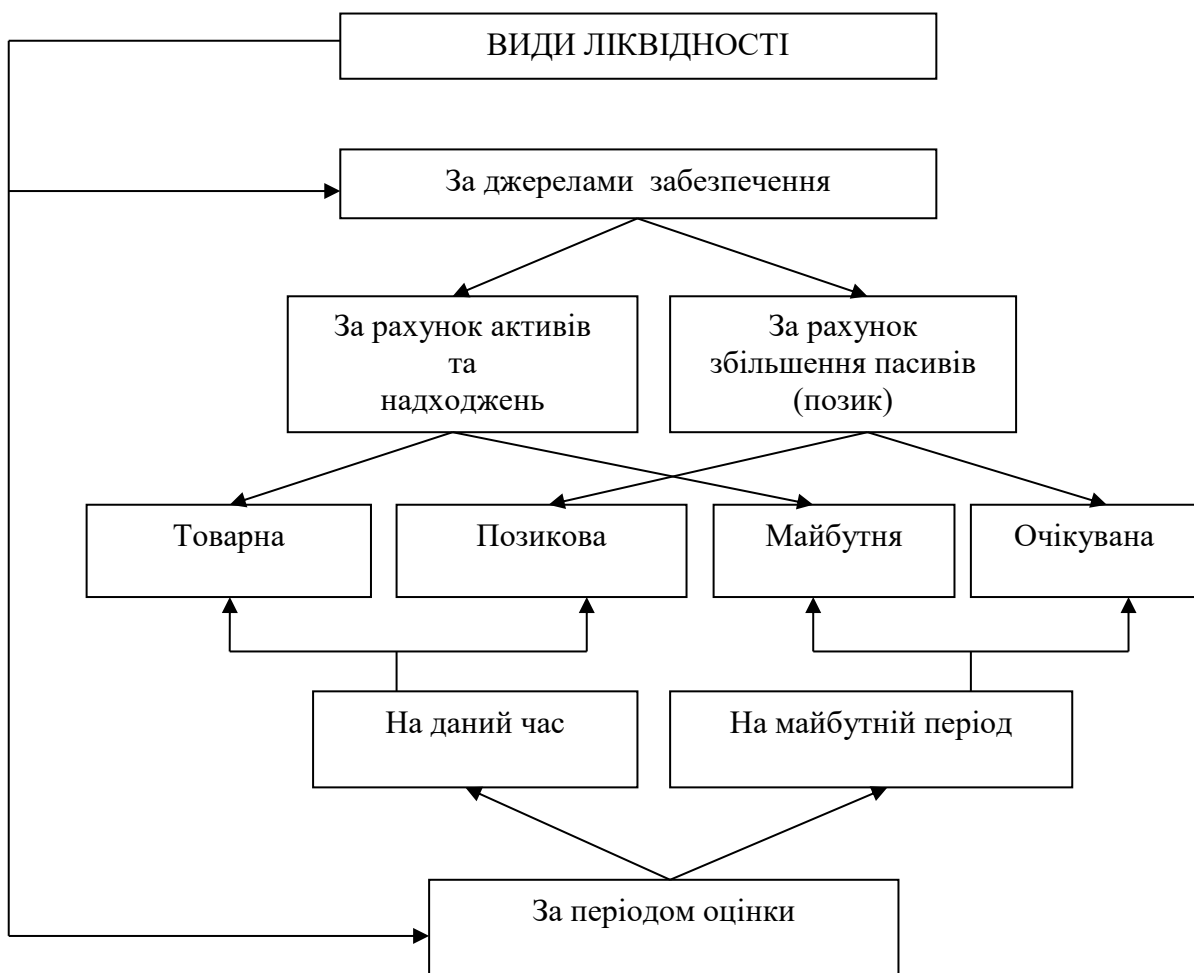 ВИДИ ЛІКВІДНОСТІ
За джерелами забезпечення
За рахунок активів
та
надходжень
За рахунок
збільшення пасивів
(позик)
Товарна
Позикова
Майбутня
Очікувана
На даний час
На майбутній період
За періодом оцінки